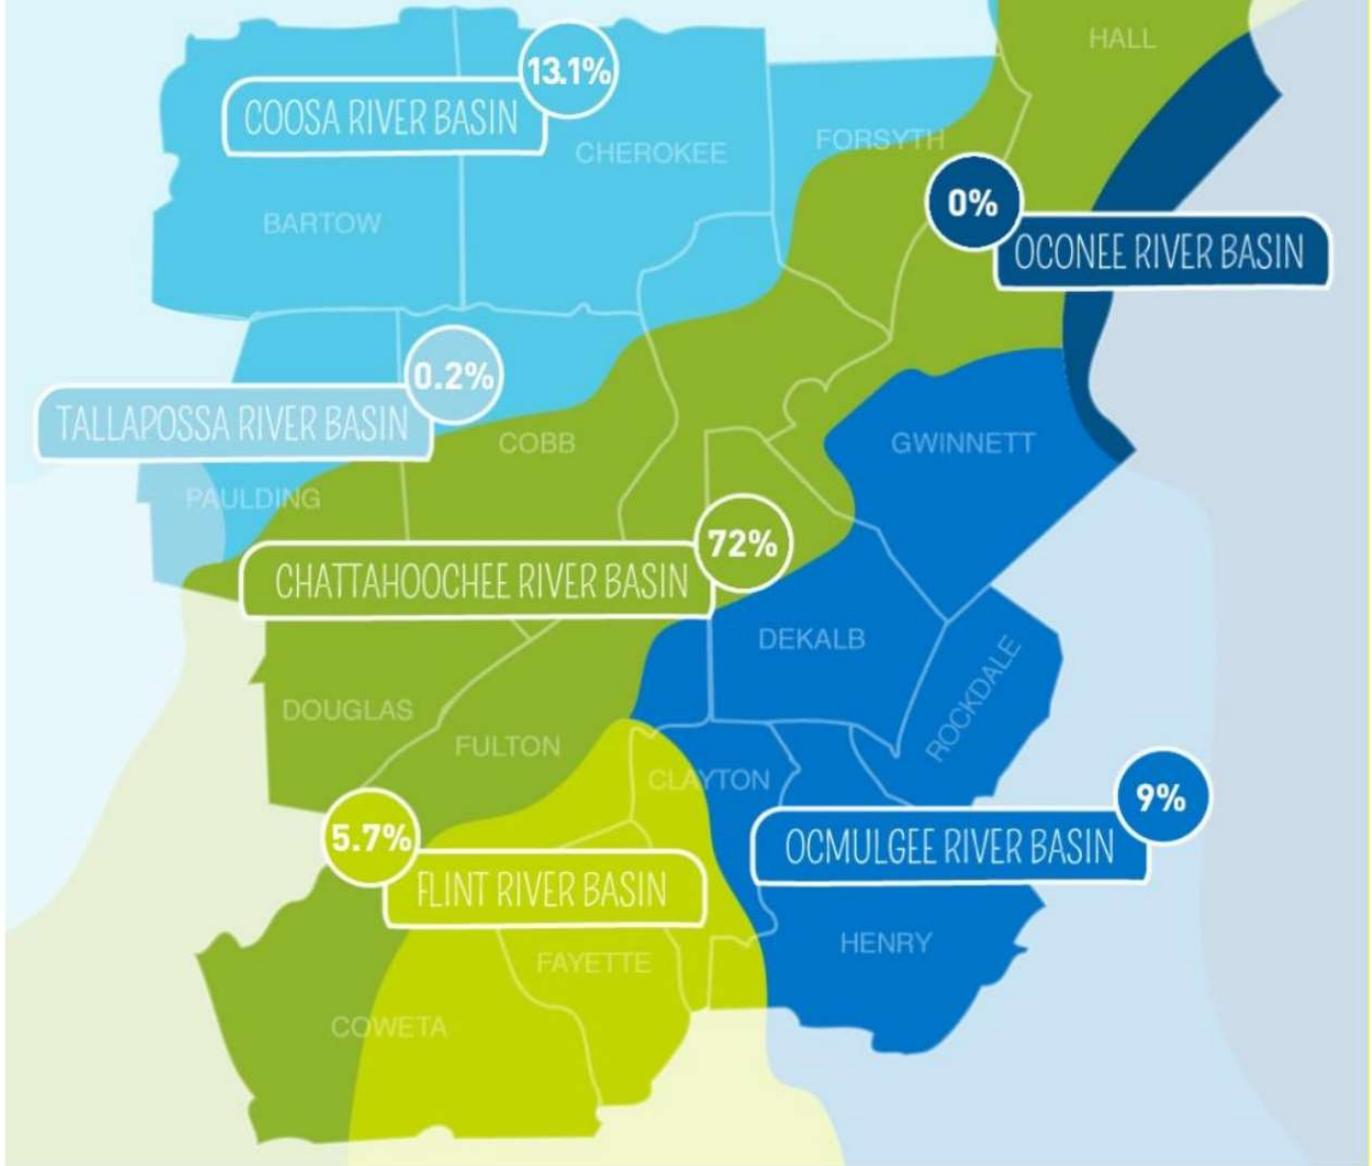 HALL
13.1%
COOSA RIVER BASIN
CHEROKEE
FORSYTH
BARTOW
0%
OCONEE RIVER BASIN
0.2%
TALLAPOSSA RIVER BASIN
COBB
GWINNETT
PAULDING
72%
CHATTAHOOCHEE RIVER BASIN
DEKALB
ROCKDALE
DOUGLAS
FULTON
CLAYTON
9%
5.7%
OCMULGEE RIVER BASIN
FLINT RIVER BASIN
HENRY
FAYETTE
COWETA